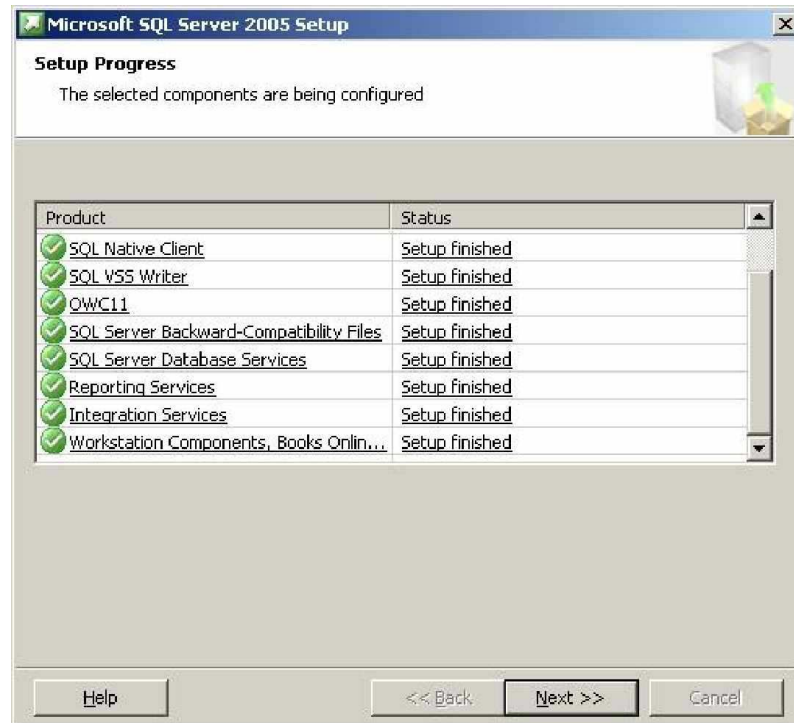 Microsoft SQL Server 2005 Setup
Setup Progress
The selected components are being configured
Product Status
SQL Native Client Setup finished
SQL VSS Writer Setup finished
OWC11 Setup finished
SQL Server Backward-Compatibility Files Setup finished
SQL Server Database Services Setup finished
Reporting Services Setup finished
Integration Services Setup finished
Workstation Components, Books Onlin... Setup finished
Help << Back Next >> Cancel